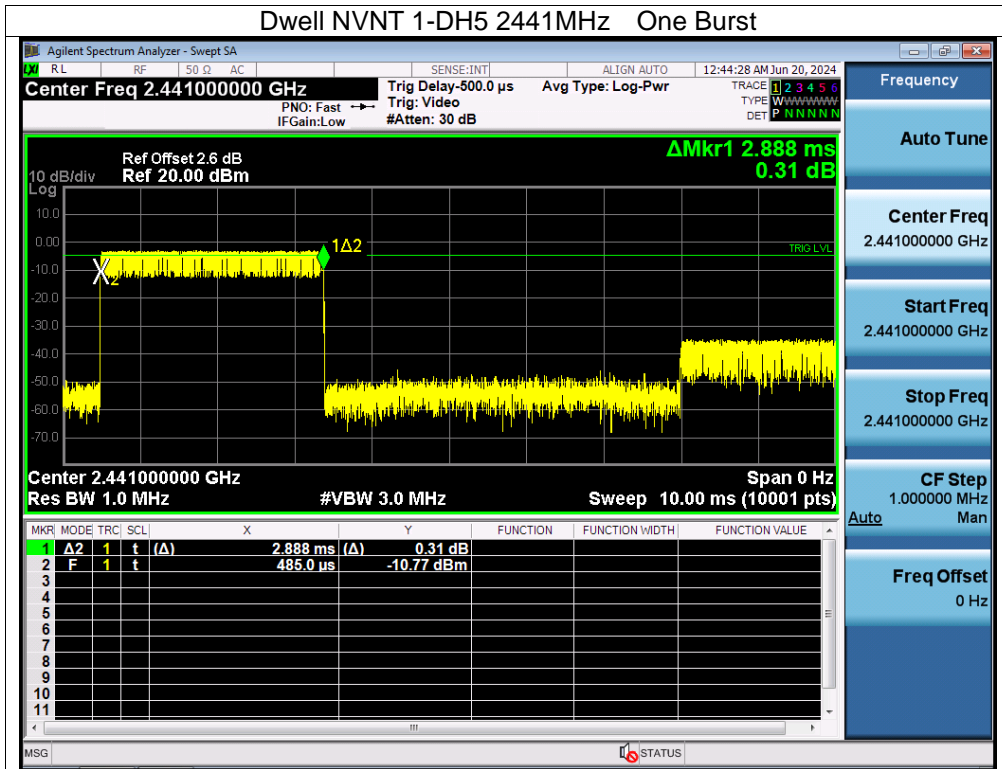 Dwell NVNT 1-DH5 2441MHz One Burst
Agilent Spectrum Analyzer - Swept SA
LXI RL RF 50 Ω AC SENSE:INT ALIGN AUTO 12:44:28 AM Jun 20, 2024
Center Freq 2.441000000 GHz
PNO: Fast
IFGain:Low
Trig Delay-500.0 µs
Trig: Video
#Atten: 30 dB
Avg Type: Log-Pwr
TRACE 1 2 3 4 5 6
TYPE WWWWWW
DET P N N N N N
Frequency
Auto Tune
Center Freq
2.441000000 GHz
Start Freq
2.441000000 GHz
Stop Freq
2.441000000 GHz
CF Step
1.000000 MHz
Auto Man
Freq Offset
0 Hz
ΔMkr1 2.888 ms
0.31 dB
Ref Offset 2.6 dB
10 dB/div Ref 20.00 dBm
Log
10.0
0.00
-10.0
-20.0
-30.0
-40.0
-50.0
-60.0
-70.0
1Δ2
TRIG LVL
2
Center 2.441000000 GHz Span 0 Hz
Res BW 1.0 MHz #VBW 3.0 MHz Sweep 10.00 ms (10001 pts)
MKR MODE TRC SCL X Y FUNCTION FUNCTION WIDTH FUNCTION VALUE
1 Δ2 1 t (Δ) 2.888 ms (Δ) 0.31 dB
2 F 1 t 485.0 µs -10.77 dBm
3
4
5
6
7
8
9
10
11
MSG STATUS